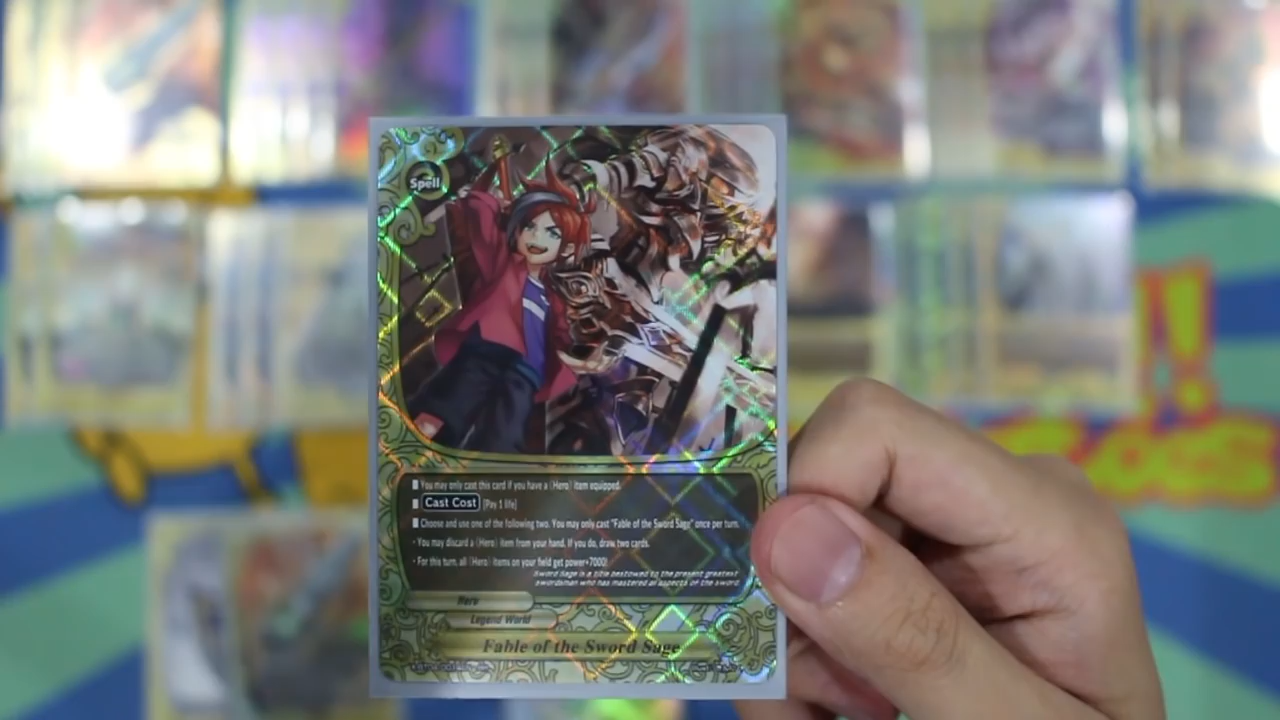 Spell
■ You may only cast this card if you have a 《Hero》 item equipped.
■ Cast Cost [Pay 1 life]
■ Choose and use one of the following two. You may only cast "Fable of the Sword Sage" once per turn.
・You may discard a 《Hero》 item from your hand. If you do, draw two cards.
・For this turn, all 《Hero》 items on your field get power+7000!
Sword Sage is a title bestowed to the present greatest
swordsman who has mastered all aspects of the sword.
Hero
Legend World
Fable of the Sword Sage
!!